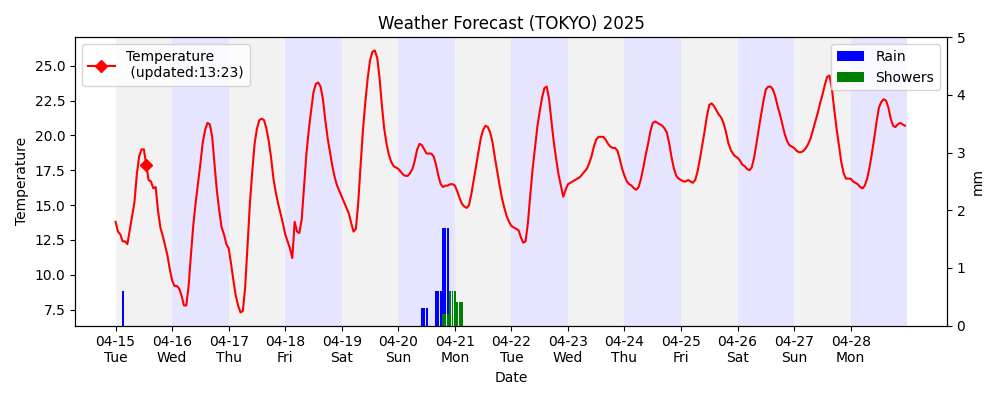 Weather Forecast (TOKYO) 2025
Temperature
(updated:13:23)
Rain
Showers
Temperature
25.0
22.5
20.0
17.5
15.0
12.5
10.0
7.5
5
4
3
2
1
0
mm
04-15 04-16 04-17 04-18 04-19 04-20 04-21 04-22 04-23 04-24 04-25 04-26 04-27 04-28
Tue Wed Thu Fri Sat Sun Mon Tue Wed Thu Fri Sat Sun Mon
Date